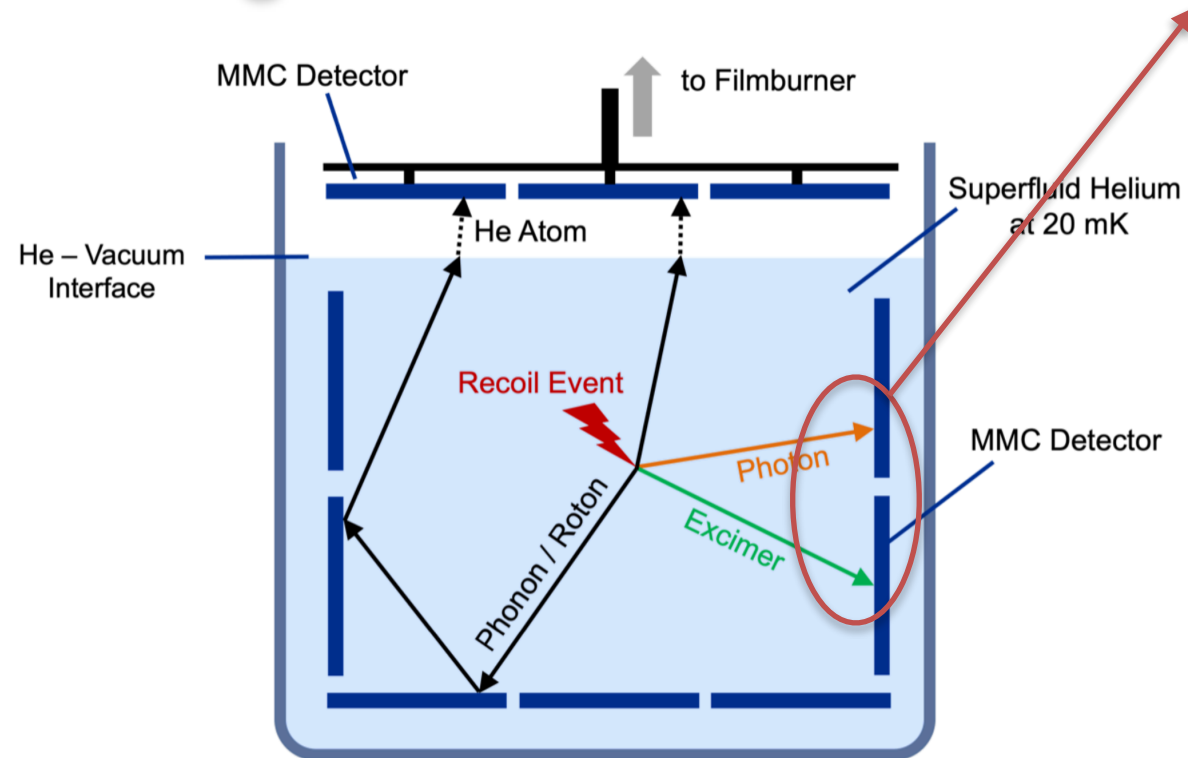 MMC Detector
to Filmburner
Superfluid Helium
at 20 mK
He Atom
He – Vacuum
Interface
Recoil Event
MMC Detector
Photon
Excimer
Phonon / Roton